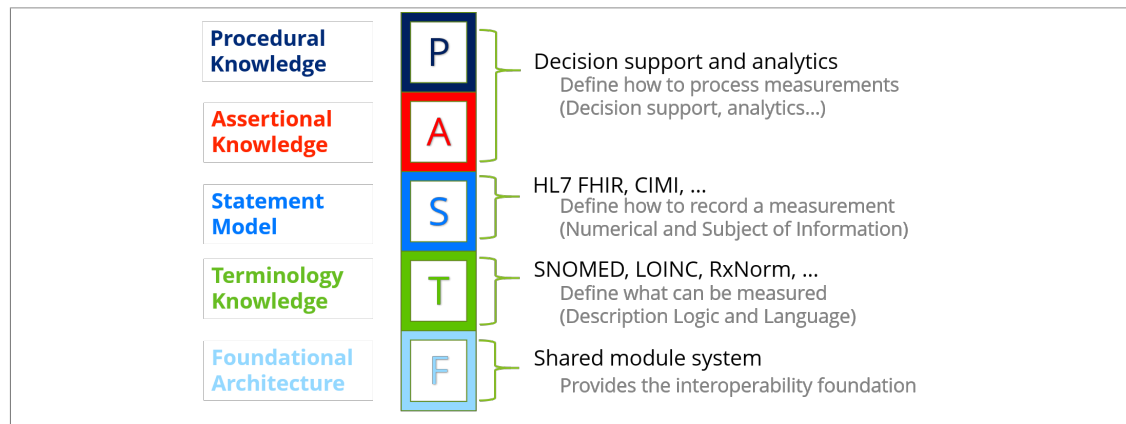 Procedural
Knowledge
P
Decision support and analytics
Define how to process measurements
(Decision support, analytics...)
Assertional
Knowledge
A
Statement
Model
S
HL7 FHIR, CIMI, ...
Define how to record a measurement
(Numerical and Subject of Information)
Terminology
Knowledge
T
SNOMED, LOINC, RxNorm, ...
Define what can be measured
(Description Logic and Language)
Foundational
Architecture
F
Shared module system
Provides the interoperability foundation